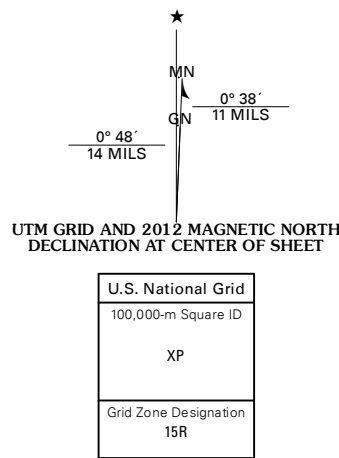 ★
MN
0° 38´
11 MILS
GN
0° 48´
14 MILS
UTM GRID AND 2012 MAGNETIC NORTH
DECLINATION AT CENTER OF SHEET
U.S. National Grid
100,000-m Square ID
XP
Grid Zone Designation
15R